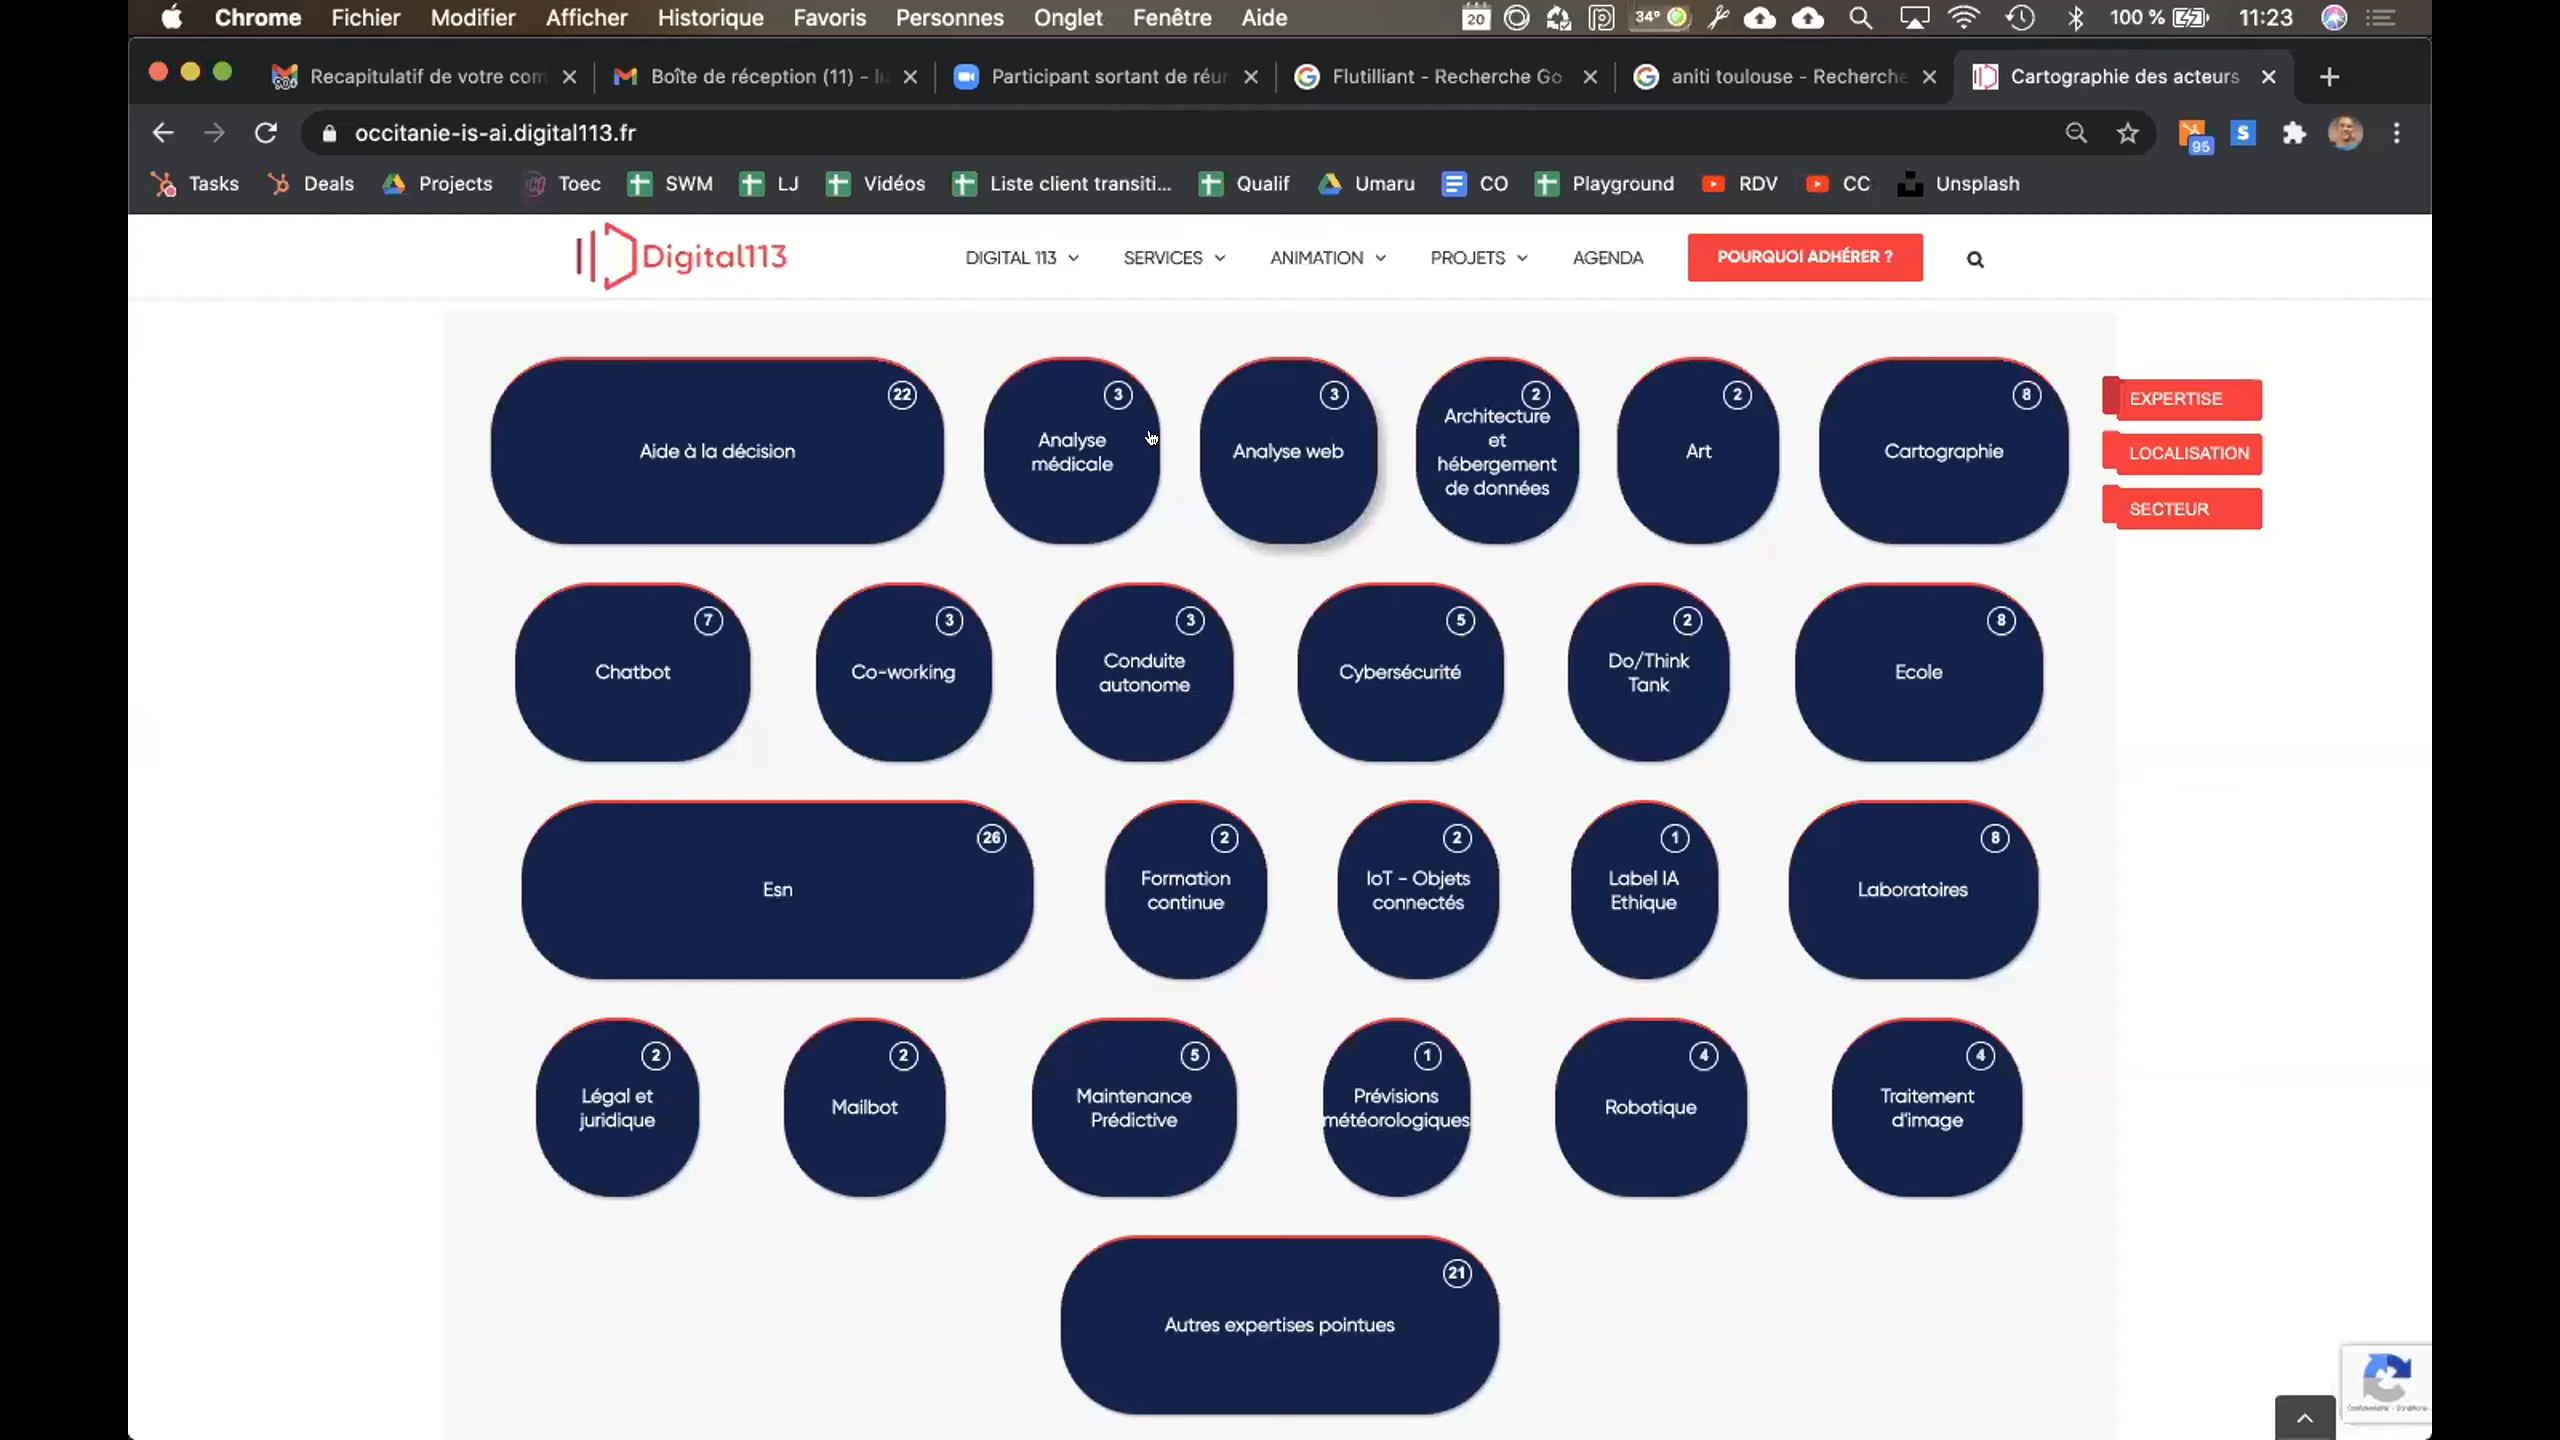 Chrome Fichier Modifier Afficher Historique Favoris Personnes Onglet Fenêtre Aide 20 34° 100 % 11:23
Recapitulatif de votre com Boîte de réception (11) - Participant sortant de réu Flutilliant - Recherche Go aniti toulouse - Recherche Cartographie des acteurs
occitanie-is-ai.digital113.fr S 95
Tasks Deals Projects Toec SWM LJ Vidéos Liste client transiti... Qualif Umaru CO Playground RDV CC Unsplash
Digital113 DIGITAL 113 SERVICES ANIMATION PROJETS AGENDA POURQUOI ADHÉRER ?
22
Aide à la décision
3
Analyse
médicale
3
Analyse web
2
Architecture
et
hébergement
de données
2
Art
8
Cartographie
EXPERTISE
LOCALISATION
SECTEUR
7
Chatbot
3
Co-working
3
Conduite
autonome
5
Cybersécurité
2
Do/Think
Tank
8
Ecole
26
Esn
2
Formation
continue
2
IoT - Objets
connectés
1
Label IA
Ethique
8
Laboratoires
2
Légal et
juridique
2
Mailbot
5
Maintenance
Prédictive
1
Prévisions
météorologiques
4
Robotique
4
Traitement
d'image
21
Autres expertises pointues